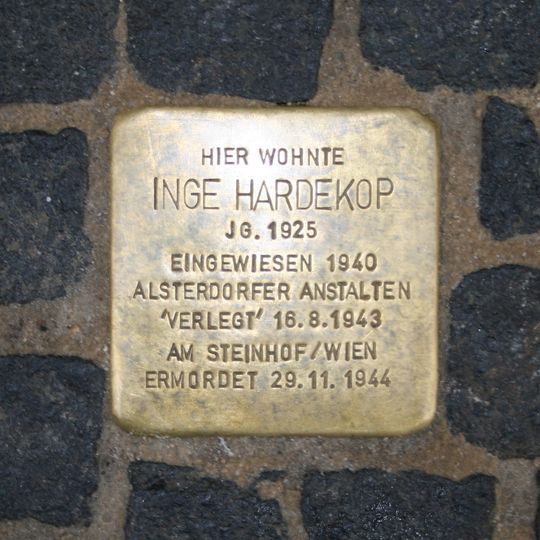 HIER WOHNTE
INGE HARDEKOP
JG. 1925
EINGEWIESEN 1940
ALSTERDORFER ANSTALTEN
'VERLEGT' 16.8.1943
AM STEINHOF/WIEN
ERMORDET 29.11.1944